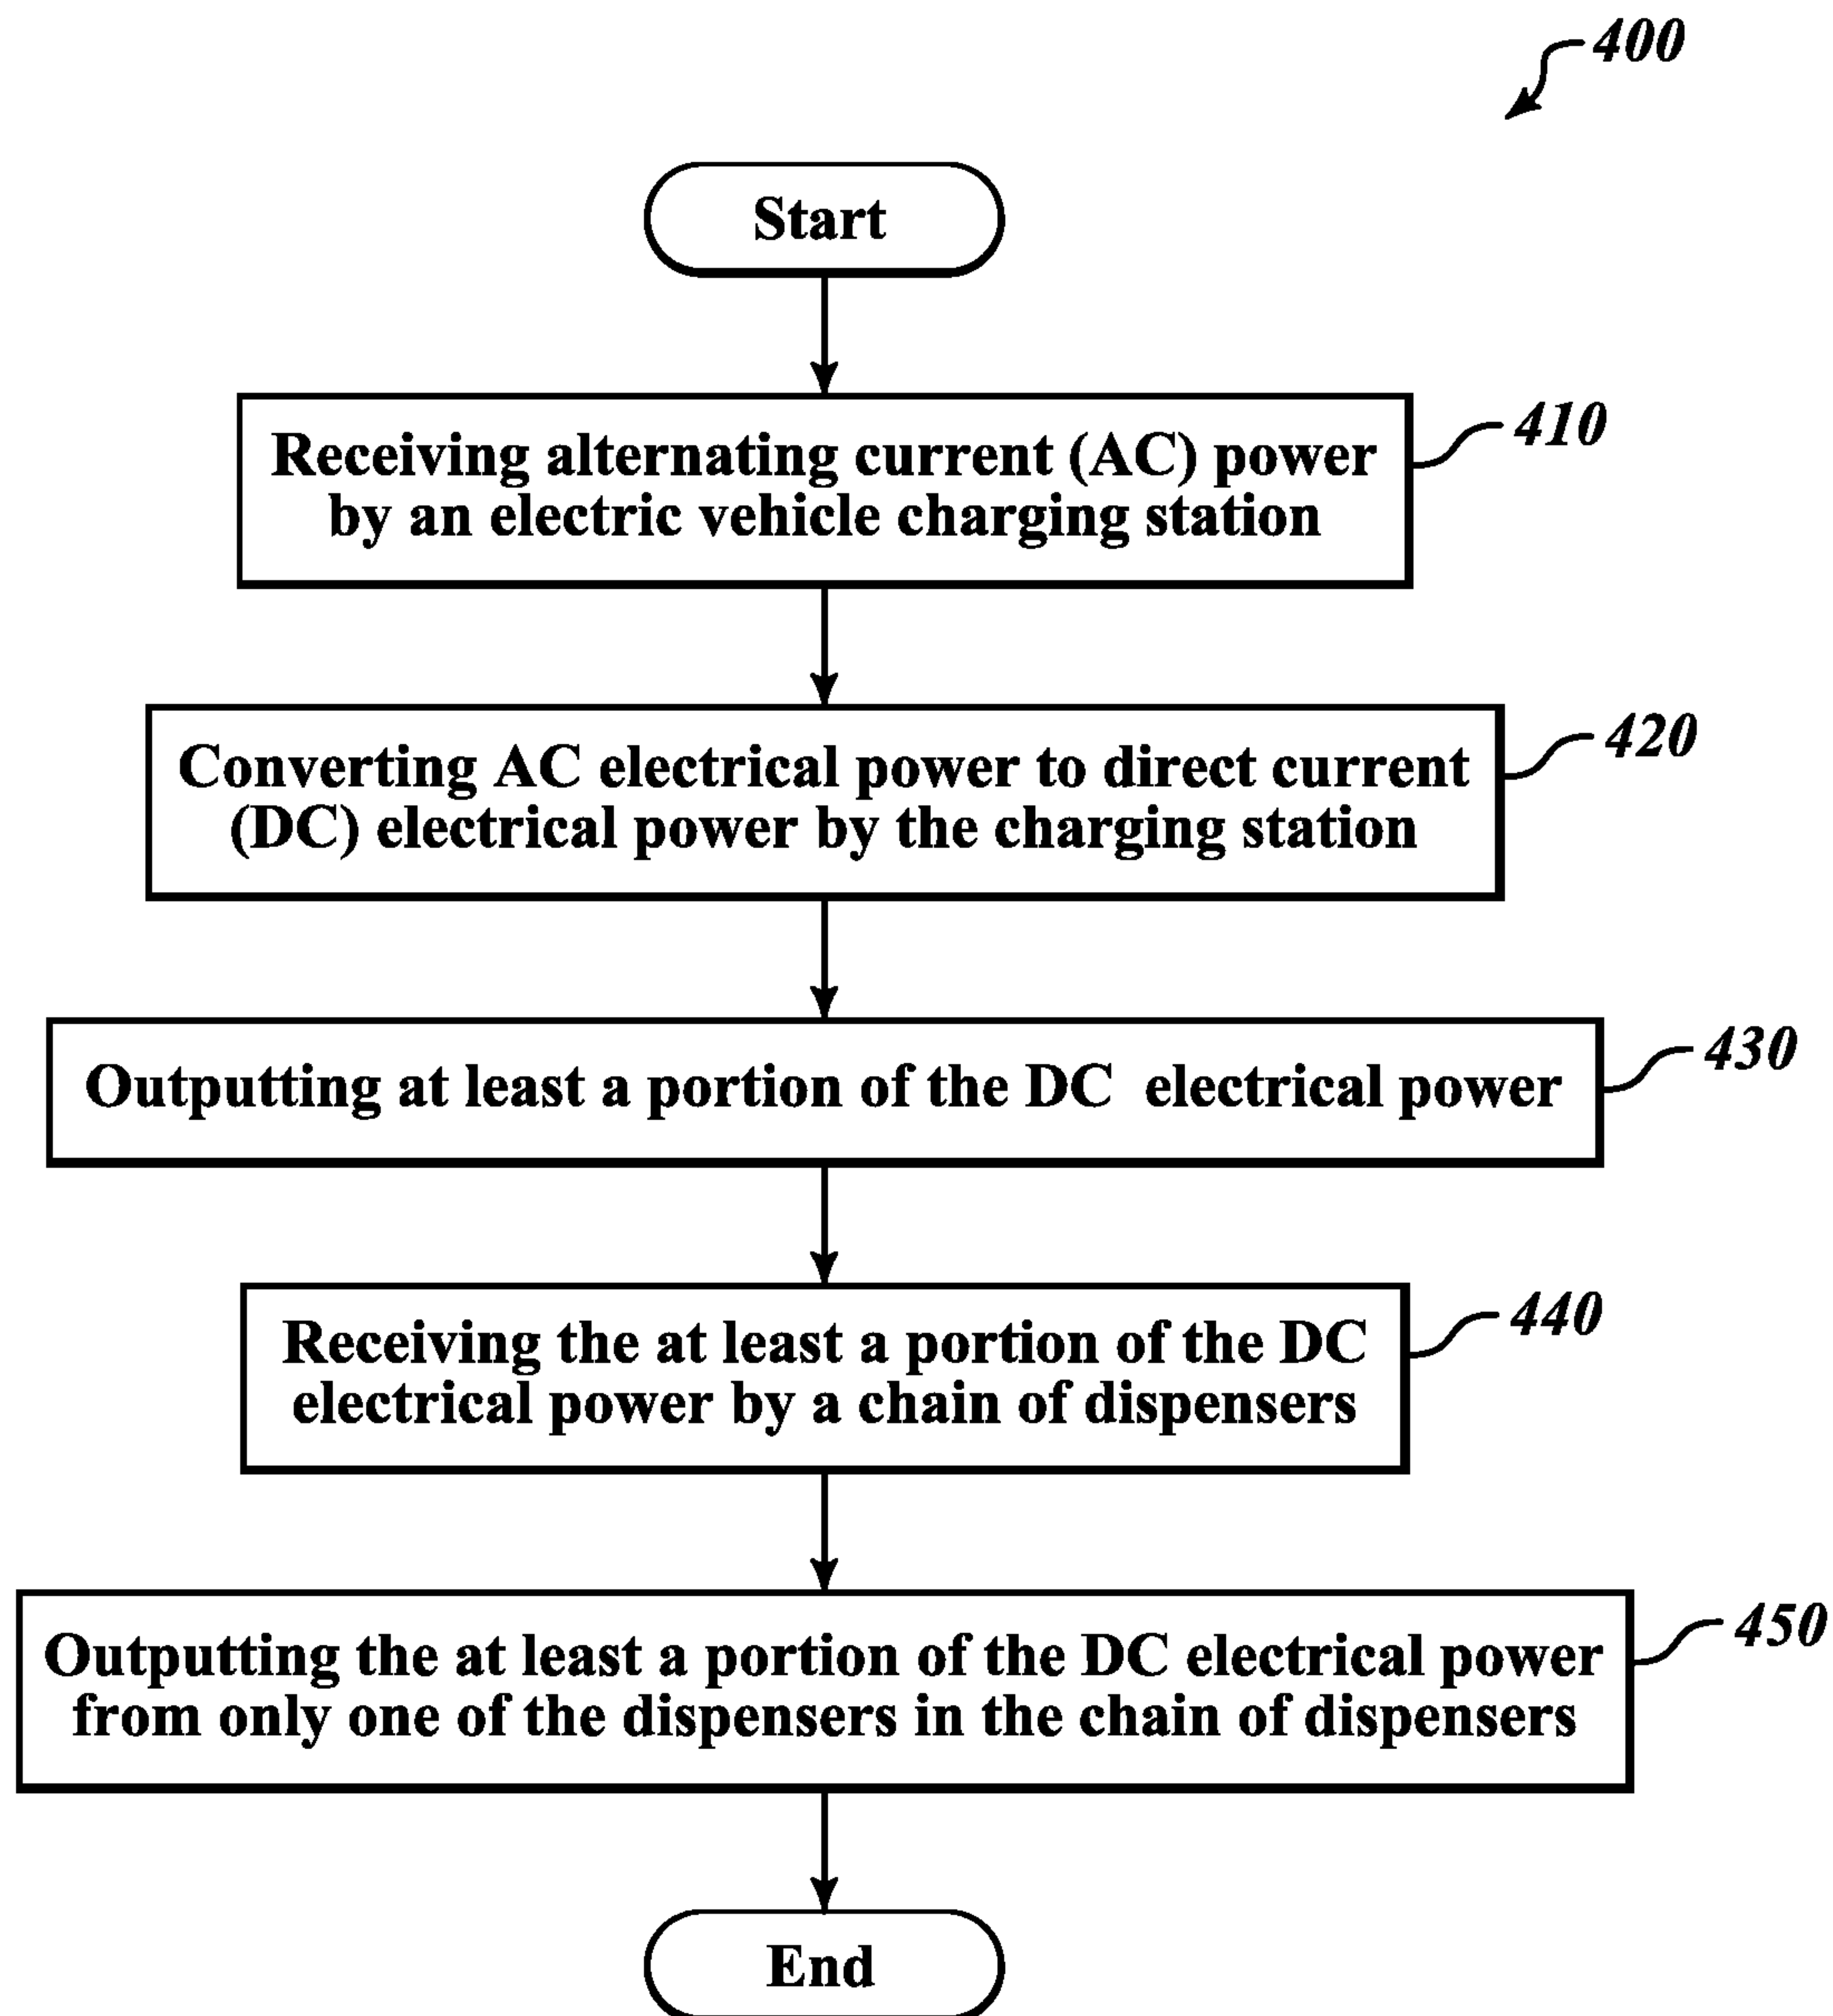 400
Start
Receiving alternating current (AC) power
by an electric vehicle charging station
410
Converting AC electrical power to direct current
(DC) electrical power by the charging station
420
Outputting at least a portion of the DC electrical power
430
Receiving the at least a portion of the DC
electrical power by a chain of dispensers
440
Outputting the at least a portion of the DC electrical power
from only one of the dispensers in the chain of dispensers
450
End